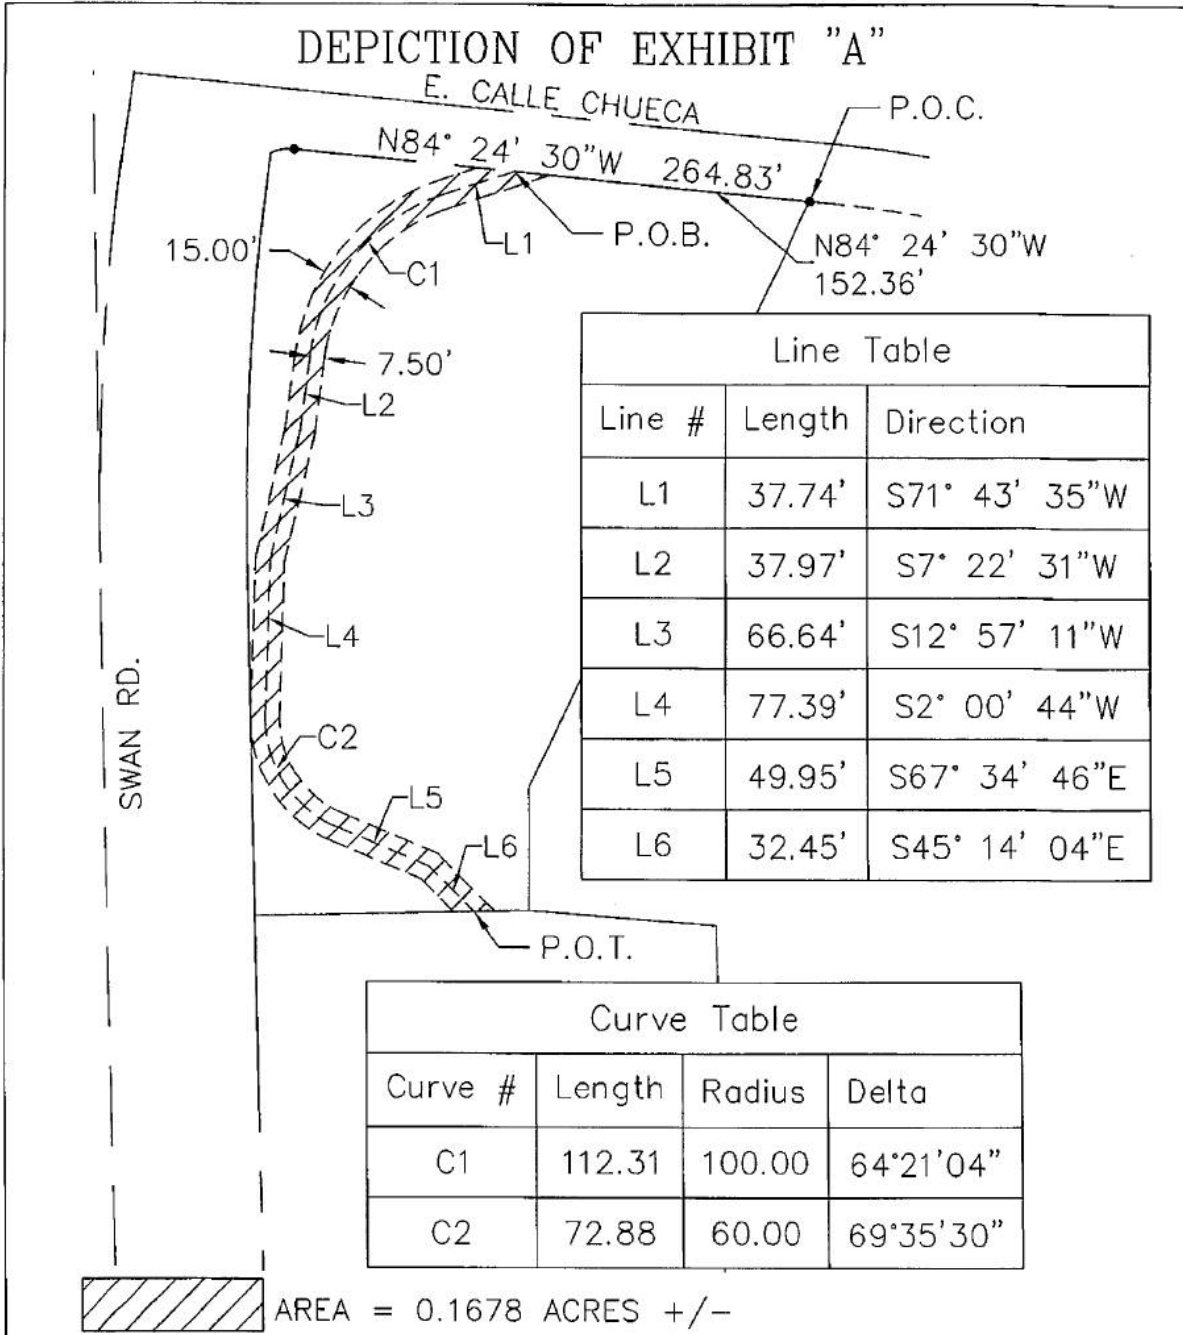 DEPICTION OF EXHIBIT "A"
E. CALLE CHUECA
P.O.C.
N84° 24' 30"W 264.83'
P.O.B.
N84° 24' 30"W
152.36'
L1
15.00'
C1
7.50'
L2
L3
L4
SWAN RD.
C2
L5
L6
P.O.T.
Line Table
Line # Length Direction
L1 37.74' S71° 43' 35"W
L2 37.97' S7° 22' 31"W
L3 66.64' S12° 57' 11"W
L4 77.39' S2° 00' 44"W
L5 49.95' S67° 34' 46"E
L6 32.45' S45° 14' 04"E
Curve Table
Curve # Length Radius Delta
C1 112.31 100.00 64°21'04"
C2 72.88 60.00 69°35'30"
AREA = 0.1678 ACRES +/-